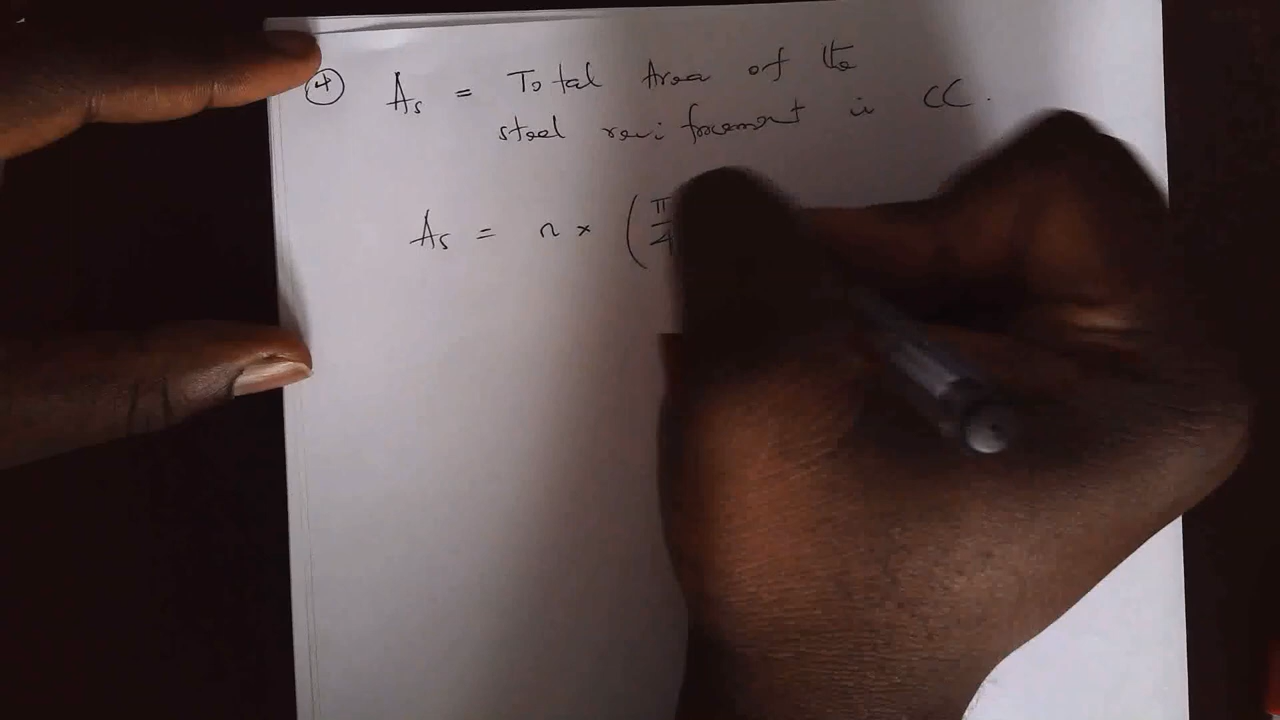 ④ As = Total Area of the
steel reinforcement in CC.
As = n × (π/4